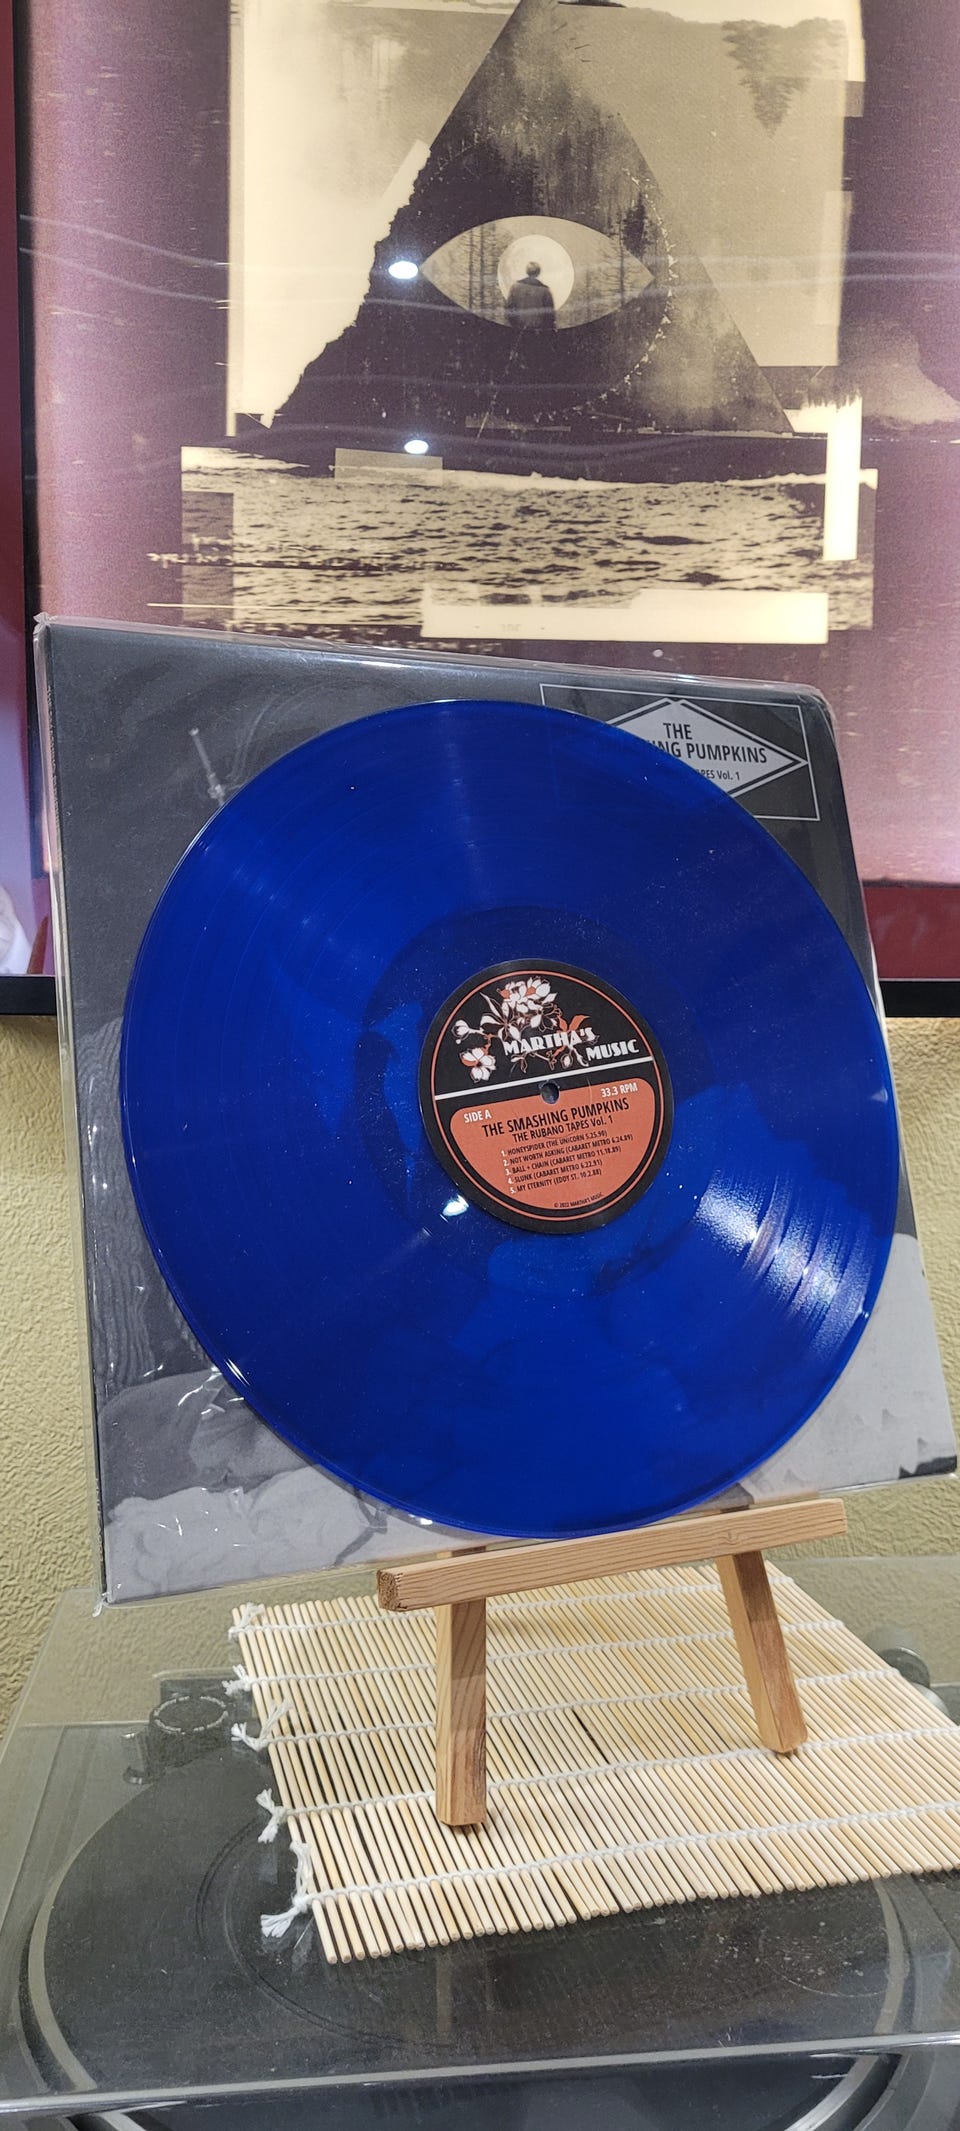 THE
PUMPKINS
Vol. 1
MARTHA'S
MUSIC
SIDE A
33.3 RPM
THE SMASHING PUMPKINS
THE RUBANO TAPES Vol. 1
1. HONEYSPIDER (THE UNICORN 5.25.90)
2. NOT WORTH ASKING (CABARET METRO 6.24.89)
3. BALL + CHAIN (CABARET METRO 11.18.89)
4. SLUNK (CABARET METRO 6.22.91)
5. MY ETERNITY (EDDY ST. 10.2.88)
© 2022 MARTHA'S MUSIC